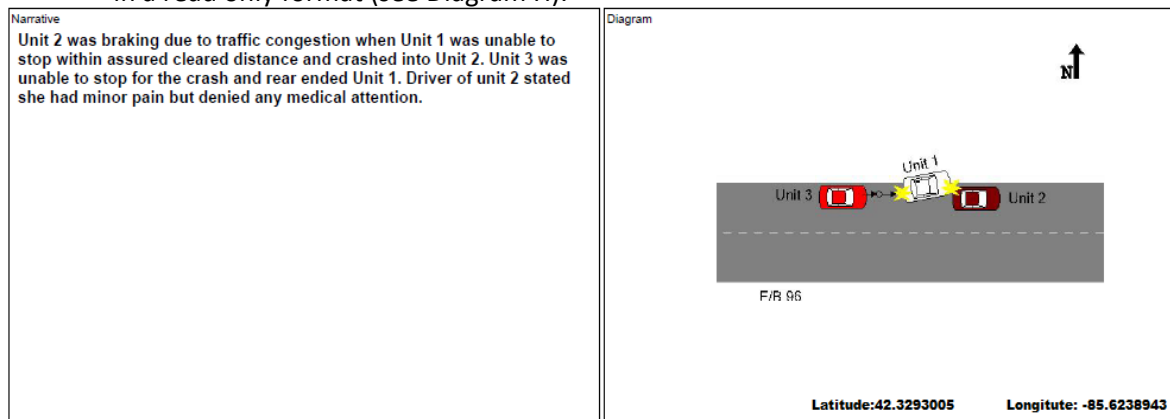 in a read only format (see Diagram A).
Narrative
Unit 2 was braking due to traffic congestion when Unit 1 was unable to
stop within assured cleared distance and crashed into Unit 2. Unit 3 was
unable to stop for the crash and rear ended Unit 1. Driver of unit 2 stated
she had minor pain but denied any medical attention.
Diagram
N
Unit 1
Unit 3
Unit 2
E/B 96
Latitude:42.3293005 Longitute: -85.6238943